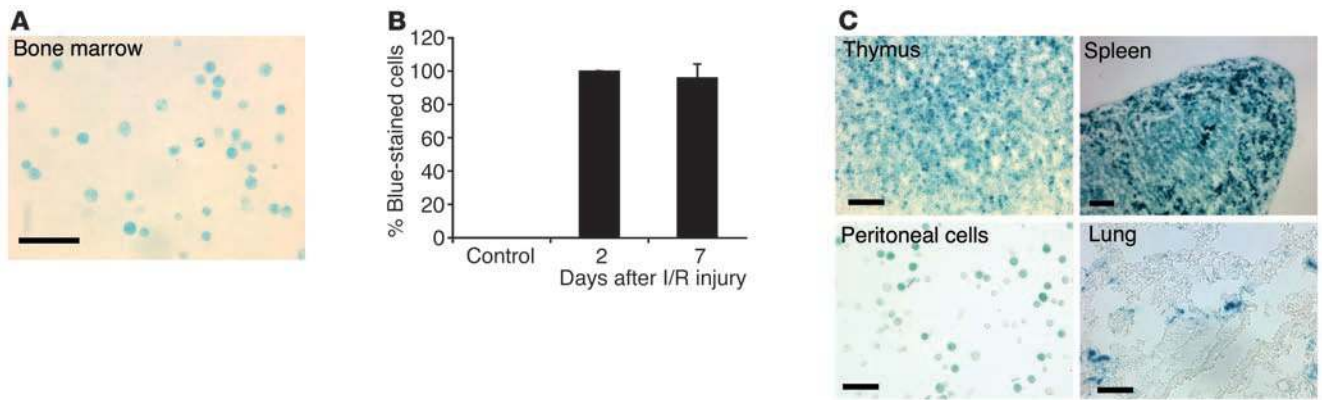 A
Bone marrow
B
% Blue-stained cells
120
100
80
60
40
20
0
Control 2 7
Days after I/R injury
C
Thymus
Spleen
Peritoneal cells
Lung